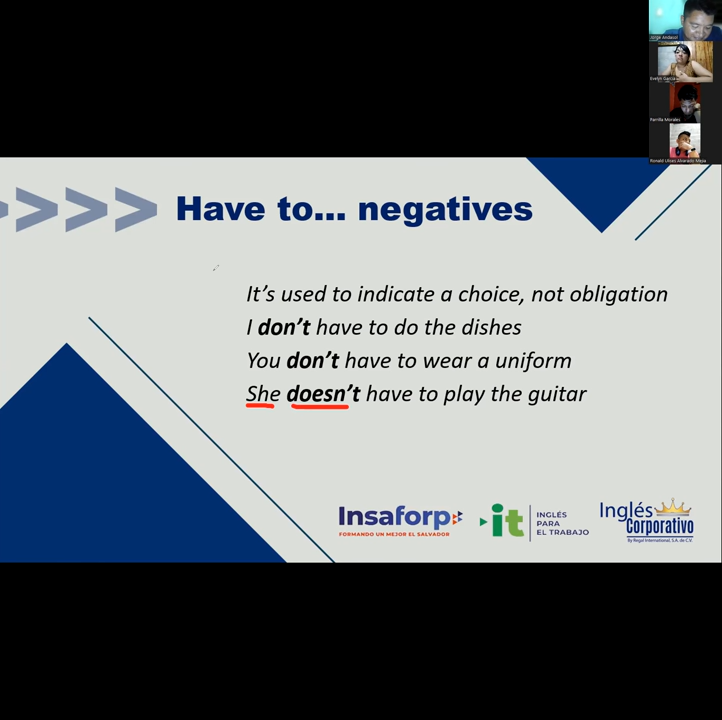 Jorge Andasol
Evelyn Garcia
Parrilla Morales
Ronald Ulises Alvarado Mejia
>>>> Have to... negatives
It's used to indicate a choice, not obligation
I don't have to do the dishes
You don't have to wear a uniform
She doesn't have to play the guitar
Insaforp
FORMANDO UN MEJOR EL SALVADOR
it
INGLÉS
PARA
EL TRABAJO
Inglés
Corporativo
By Regal International, S.A. de C.V.